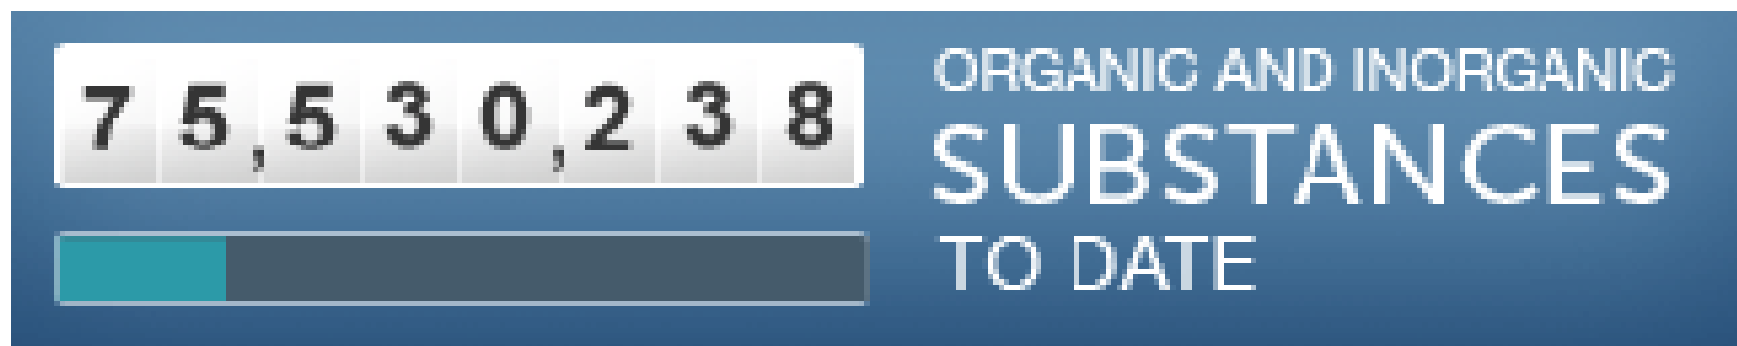 75,530,238
ORGANIC AND INORGANIC
SUBSTANCES
TO DATE